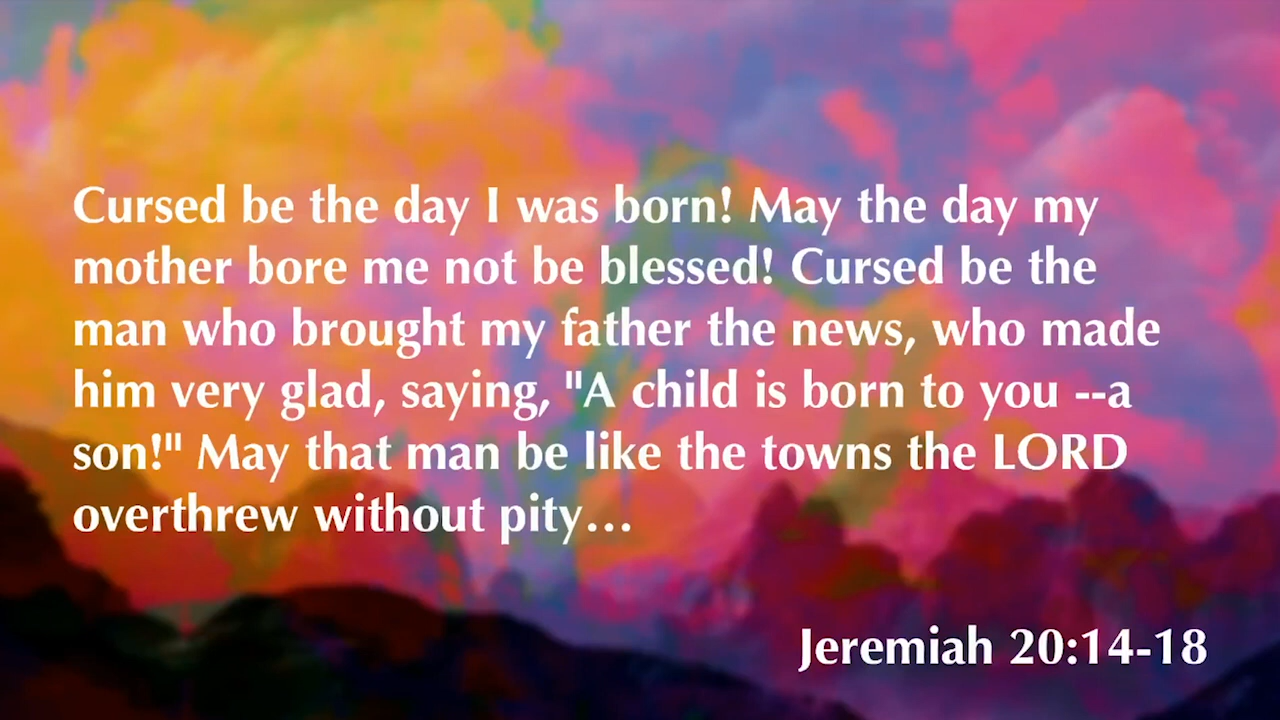 Cursed be the day I was born! May the day my
mother bore me not be blessed! Cursed be the
man who brought my father the news, who made
him very glad, saying, "A child is born to you --a
son!" May that man be like the towns the LORD
overthrew without pity…
Jeremiah 20:14-18